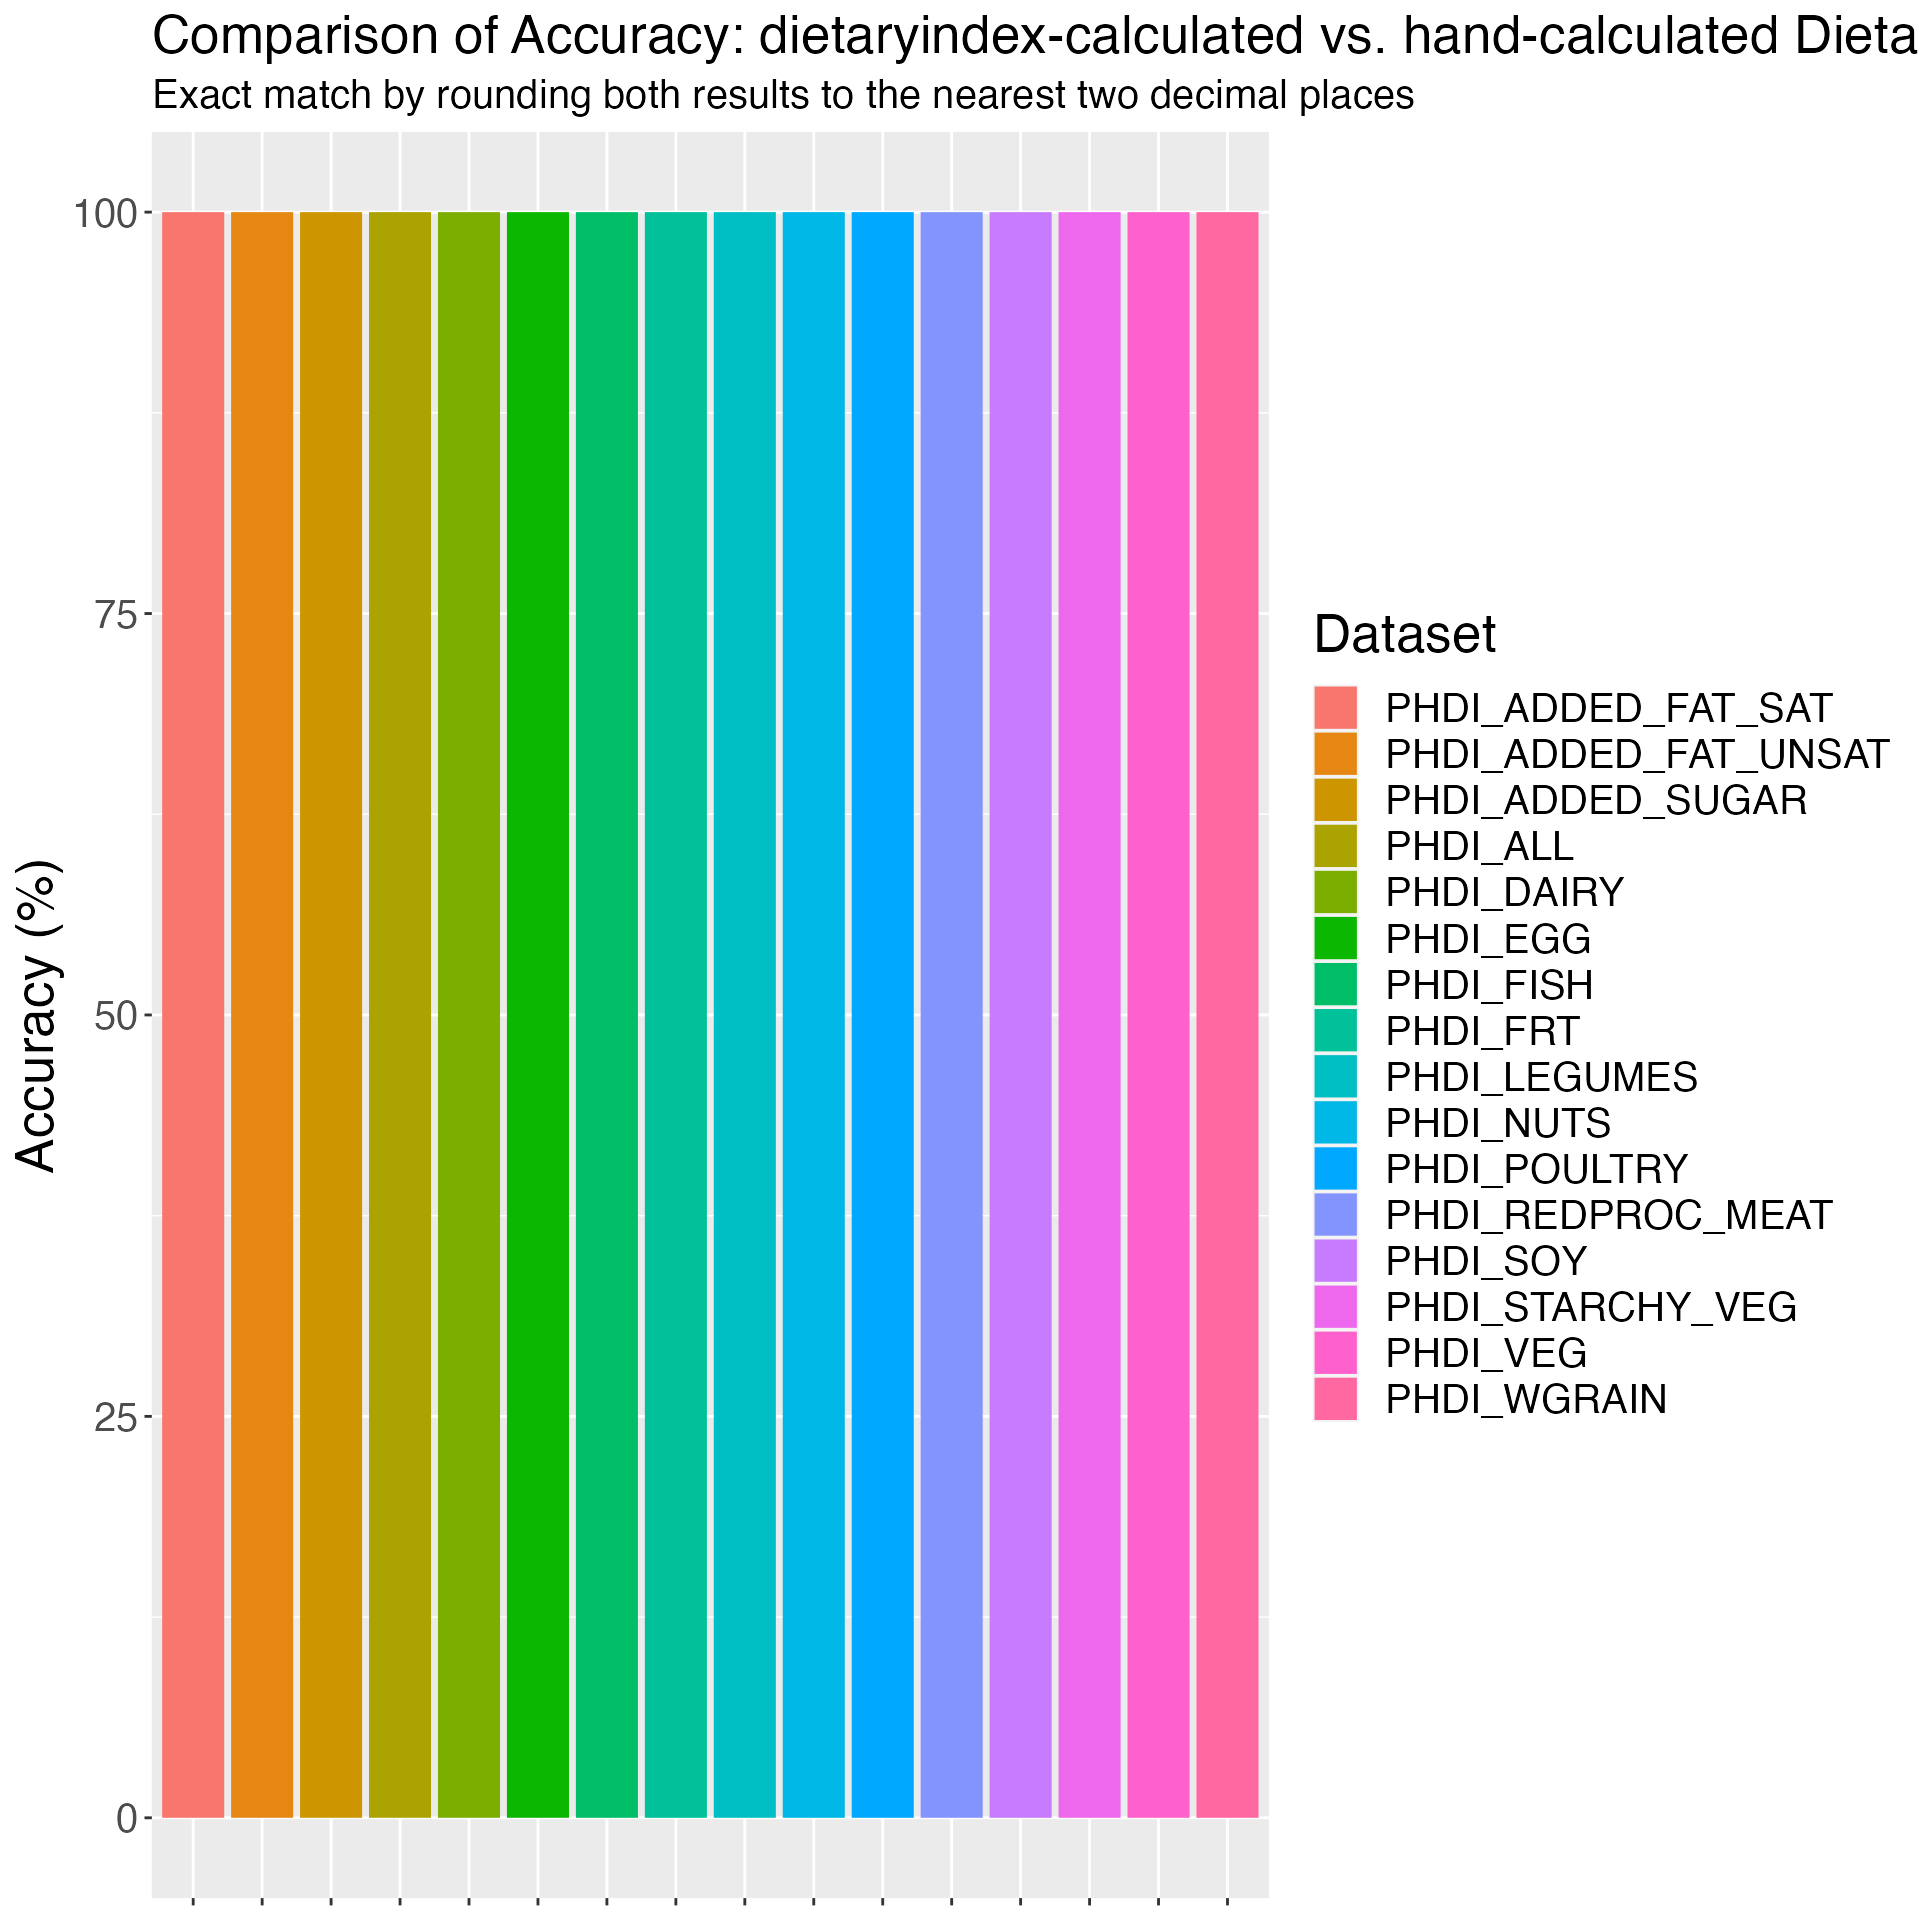 Comparison of Accuracy: dietaryindex-calculated vs. hand-calculated Dieta
Exact match by rounding both results to the nearest two decimal places
100
75
50
25
0
Accuracy (%)
Dataset
PHDI_ADDED_FAT_SAT
PHDI_ADDED_FAT_UNSAT
PHDI_ADDED_SUGAR
PHDI_ALL
PHDI_DAIRY
PHDI_EGG
PHDI_FISH
PHDI_FRT
PHDI_LEGUMES
PHDI_NUTS
PHDI_POULTRY
PHDI_REDPROC_MEAT
PHDI_SOY
PHDI_STARCHY_VEG
PHDI_VEG
PHDI_WGRAIN